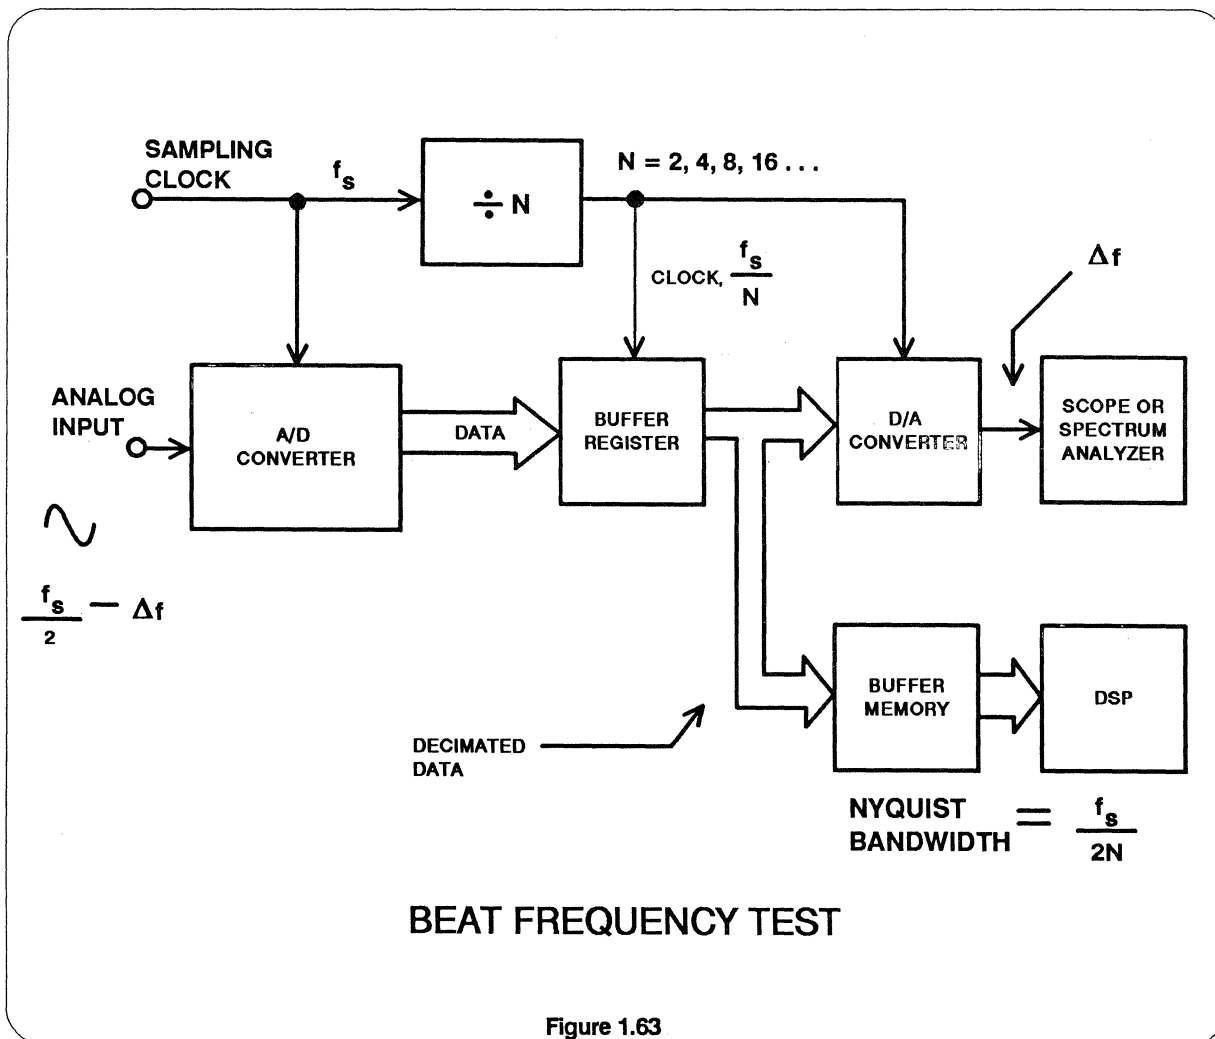 SAMPLING
CLOCK
f_s
÷ N
N = 2, 4, 8, 16 . . .
CLOCK, f_s/N
Δf
ANALOG
INPUT
A/D
CONVERTER
DATA
BUFFER
REGISTER
D/A
CONVERTER
SCOPE OR
SPECTRUM
ANALYZER
f_s/2 − Δf
DECIMATED
DATA
BUFFER
MEMORY
DSP
NYQUIST
BANDWIDTH = f_s/2N
BEAT FREQUENCY TEST
Figure 1.63